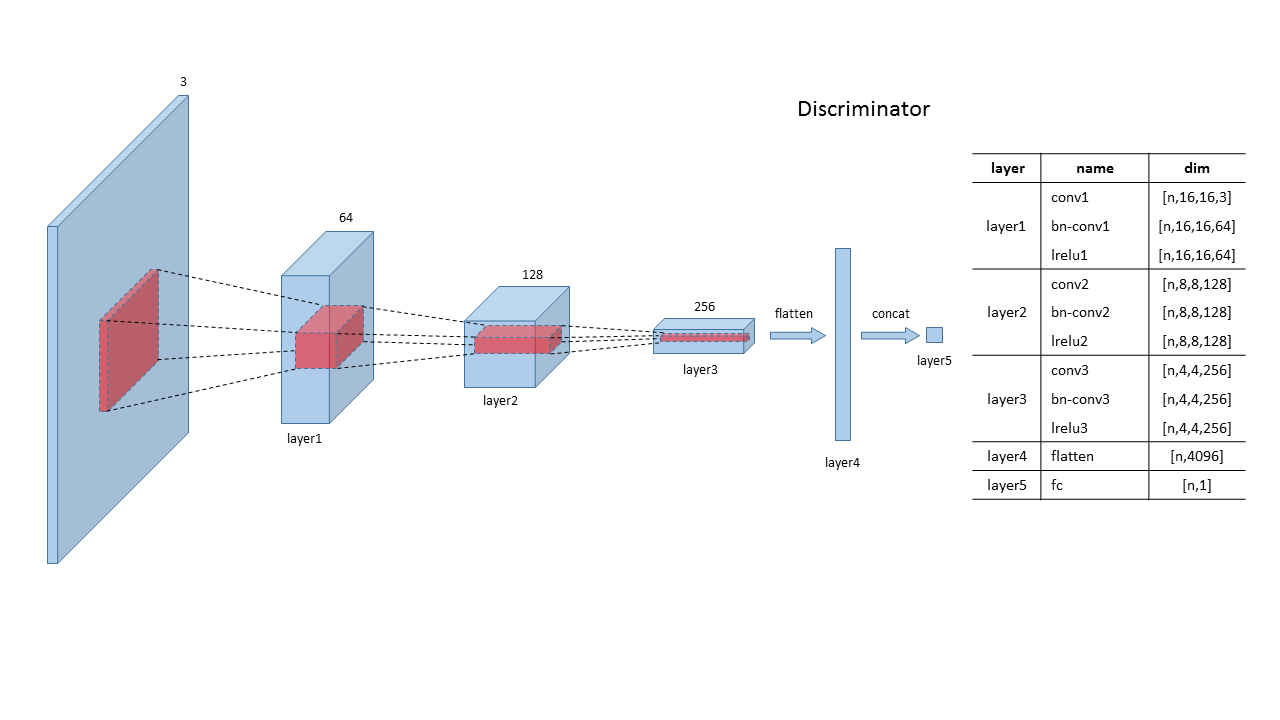 3
Discriminator
64
128
256
flatten
concat
layer1
layer2
layer3
layer4
layer5
layer name dim
layer1 conv1 [n,16,16,3]
bn-conv1 [n,16,16,64]
lrelu1 [n,16,16,64]
layer2 conv2 [n,8,8,128]
bn-conv2 [n,8,8,128]
lrelu2 [n,8,8,128]
layer3 conv3 [n,4,4,256]
bn-conv3 [n,4,4,256]
lrelu3 [n,4,4,256]
layer4 flatten [n,4096]
layer5 fc [n,1]